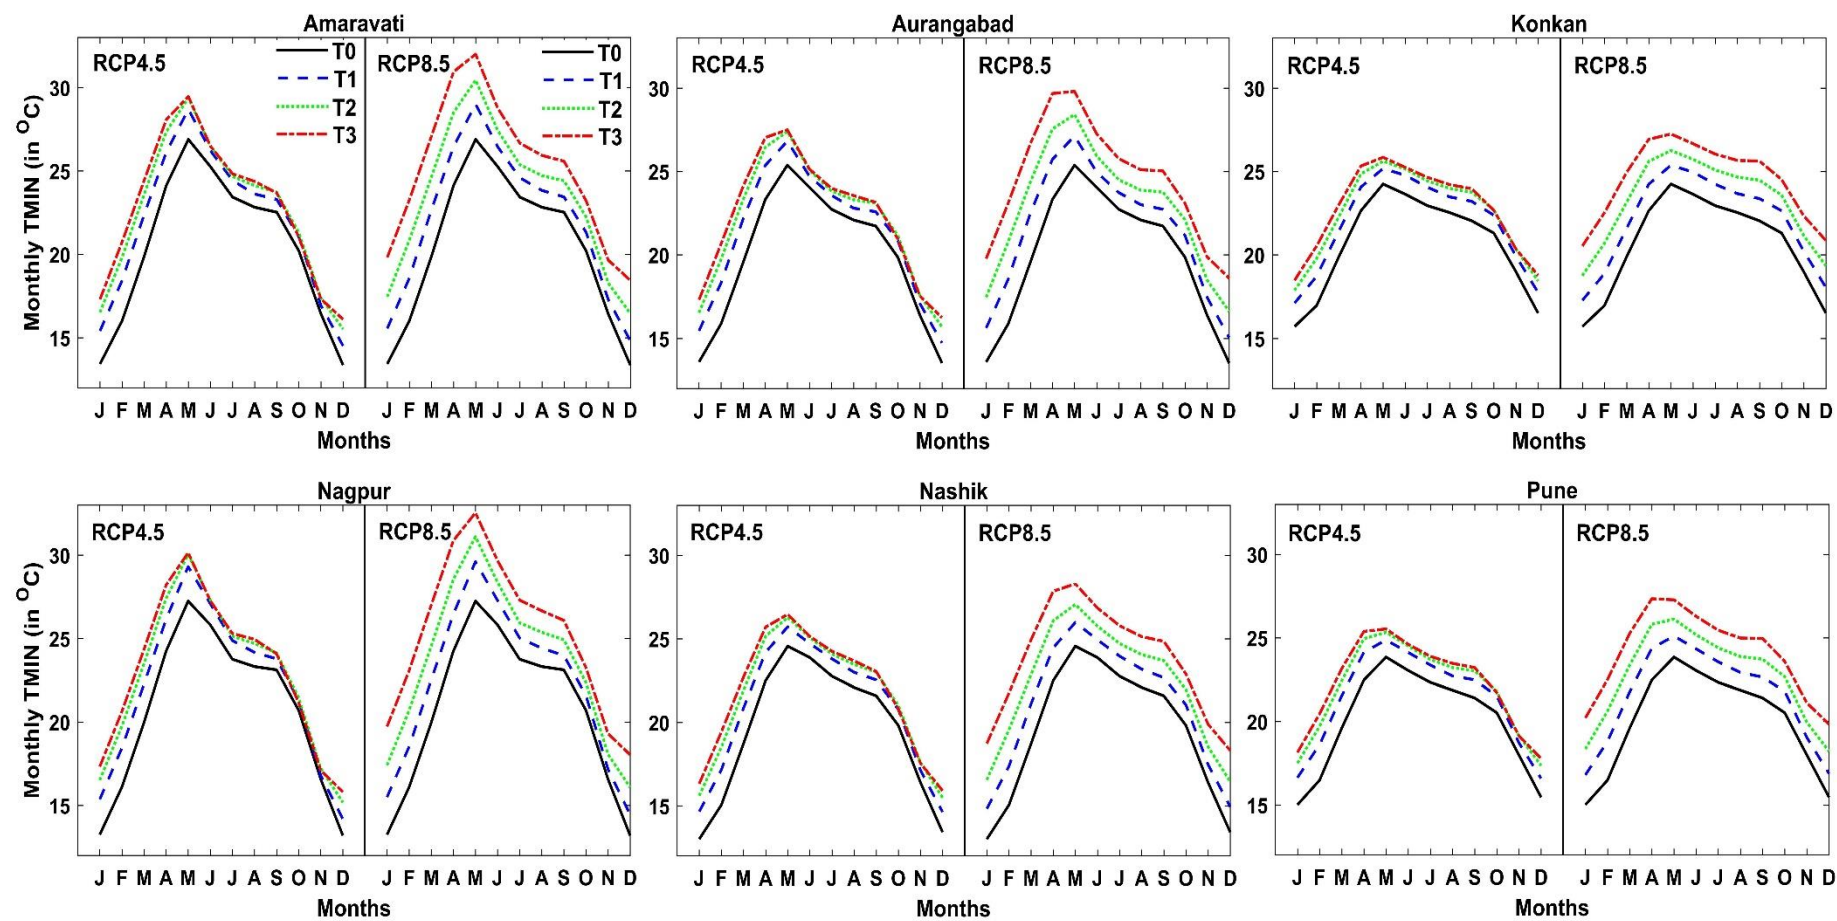 Amaravati
RCP4.5
T0
T1
T2
T3
RCP8.5
T0
T1
T2
T3
30
25
20
15
Monthly TMIN (in °C)
J F M A M J J A S O N D J F M A M J J A S O N D
Months
Aurangabad
RCP4.5
RCP8.5
30
25
20
15
J F M A M J J A S O N D J F M A M J J A S O N D
Months
Konkan
RCP4.5
RCP8.5
30
25
20
15
J F M A M J J A S O N D J F M A M J J A S O N D
Months
Nagpur
RCP4.5
RCP8.5
30
25
20
15
Monthly TMIN (in °C)
J F M A M J J A S O N D J F M A M J J A S O N D
Months
Nashik
RCP4.5
RCP8.5
30
25
20
15
J F M A M J J A S O N D J F M A M J J A S O N D
Months
Pune
RCP4.5
RCP8.5
30
25
20
15
J F M A M J J A S O N D J F M A M J J A S O N D
Months